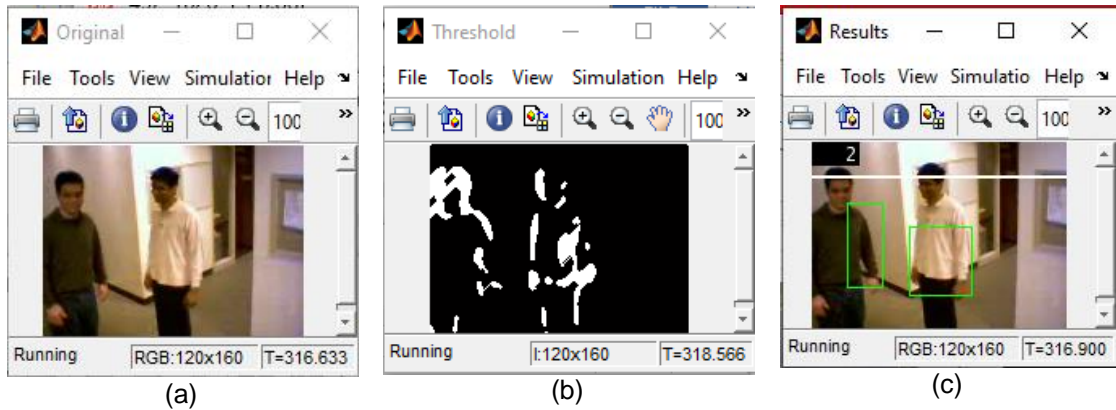 Original
File Tools View Simulation Help
100
Running RGB:120x160 T=316.633
(a)
Threshold
File Tools View Simulation Help
100
Running I:120x160 T=318.566
(b)
Results
File Tools View Simulatio Help
100
2
Running RGB:120x160 T=316.900
(c)